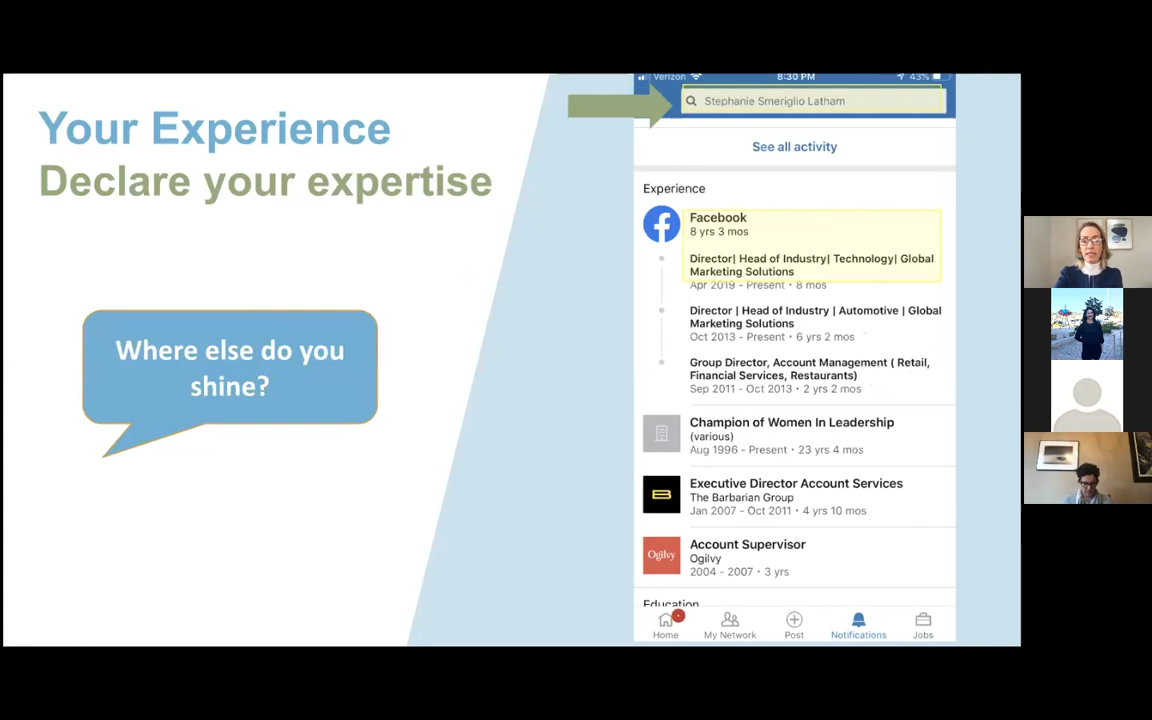 Your Experience
Declare your expertise
Where else do you
shine?
Verizon
8:30 PM
43%
Stephanie Smeriglio Latham
See all activity
Experience
Facebook
8 yrs 3 mos
Director| Head of Industry| Technology| Global
Marketing Solutions
Apr 2019 - Present • 8 mos
Director | Head of Industry | Automotive | Global
Marketing Solutions
Oct 2013 - Present • 6 yrs 2 mos
Group Director, Account Management ( Retail,
Financial Services, Restaurants)
Sep 2011 - Oct 2013 • 2 yrs 2 mos
Champion of Women In Leadership
(various)
Aug 1996 - Present • 23 yrs 4 mos
B
Executive Director Account Services
The Barbarian Group
Jan 2007 - Oct 2011 • 4 yrs 10 mos
Ogilvy
Account Supervisor
Ogilvy
2004 - 2007 • 3 yrs
Education
Home
My Network
Post
Notifications
Jobs